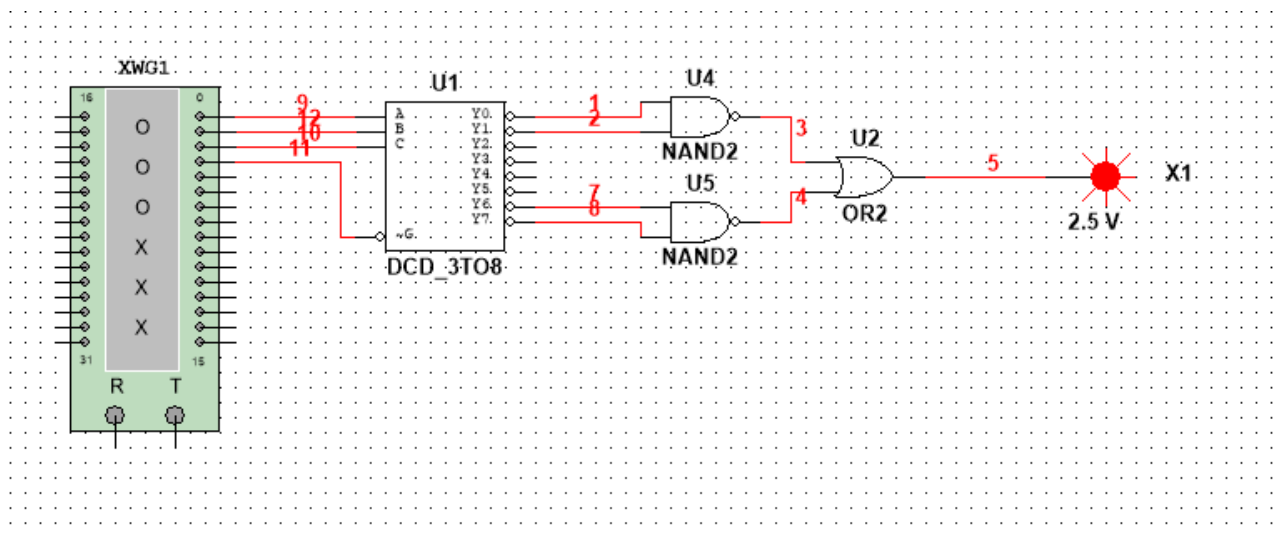 XWG1
16
0
O
O
O
X
X
X
31
15
R
T
9
12
10
11
U1
A
B
C
~G.
Y0.
Y1.
Y2.
Y3.
Y4.
Y5.
Y6.
Y7.
DCD_3TO8
1
2
7
8
U4
NAND2
U5
NAND2
3
4
U2
OR2
5
X1
2.5 V